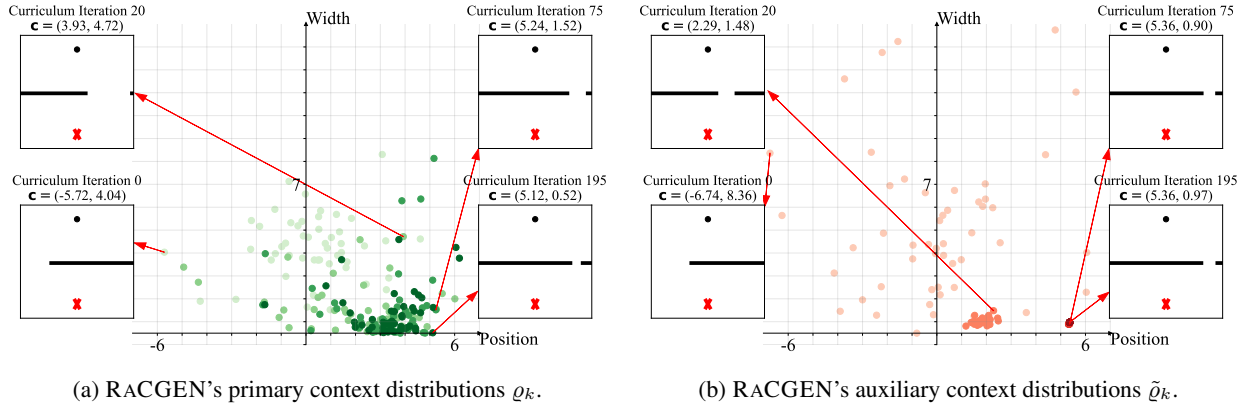 Curriculum Iteration 20
c = (3.93, 4.72)
Width
Curriculum Iteration 75
c = (5.24, 1.52)
Curriculum Iteration 0
c = (-5.72, 4.04)
7
Curriculum Iteration 195
c = (5.12, 0.52)
-6
6
Position
(a) RACGEN's primary context distributions ϱₖ.
Curriculum Iteration 20
c = (2.29, 1.48)
Width
Curriculum Iteration 75
c = (5.36, 0.90)
Curriculum Iteration 0
c = (-6.74, 8.36)
7
Curriculum Iteration 195
c = (5.36, 0.97)
-6
6
Position
(b) RACGEN's auxiliary context distributions ϱ̃ₖ.